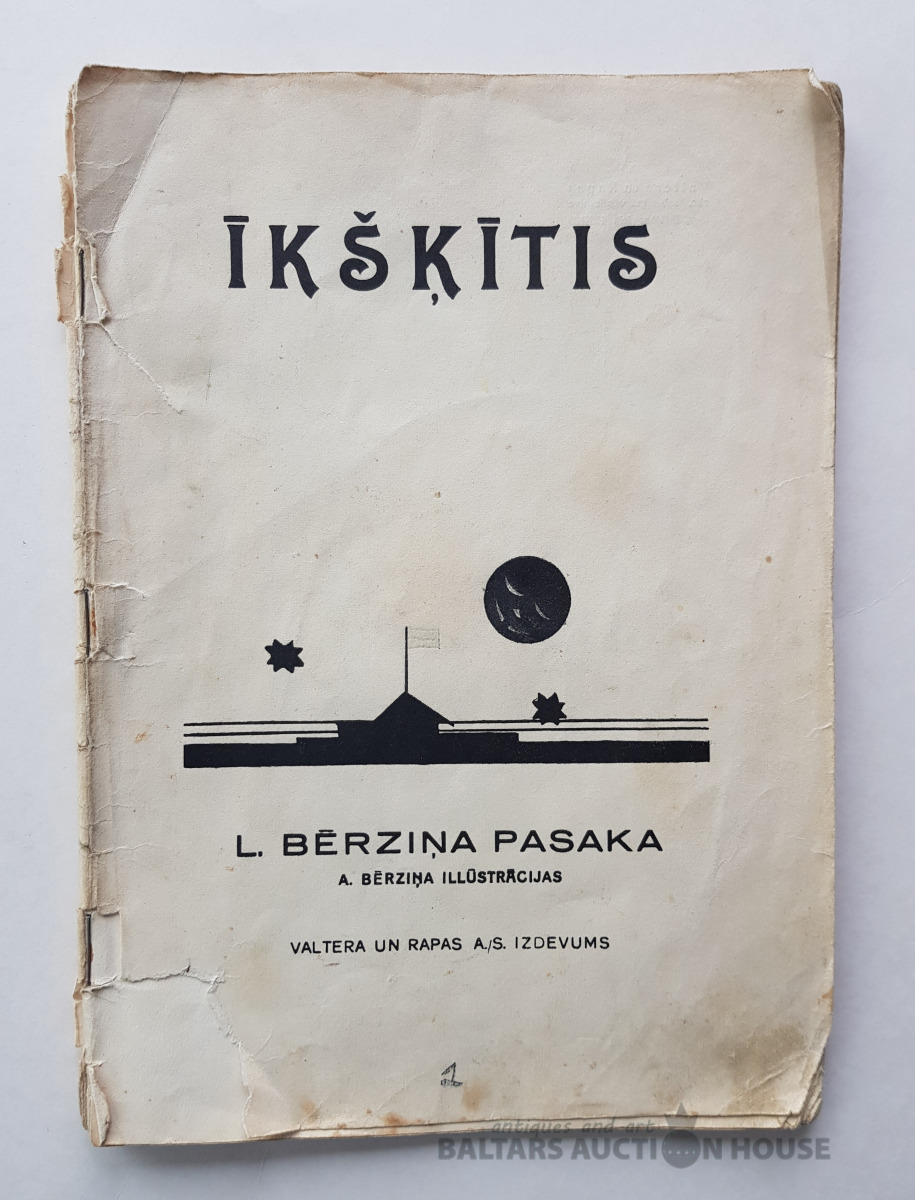 ĪKŠĶĪTIS
L. BĒRZIŅA PASAKA
A. BĒRZIŅA ILLŪSTRĀCIJAS
VALTERA UN RAPAS A./S. IZDEVUMS
1
antiques and art
BALTARS AUCTION HOUSE